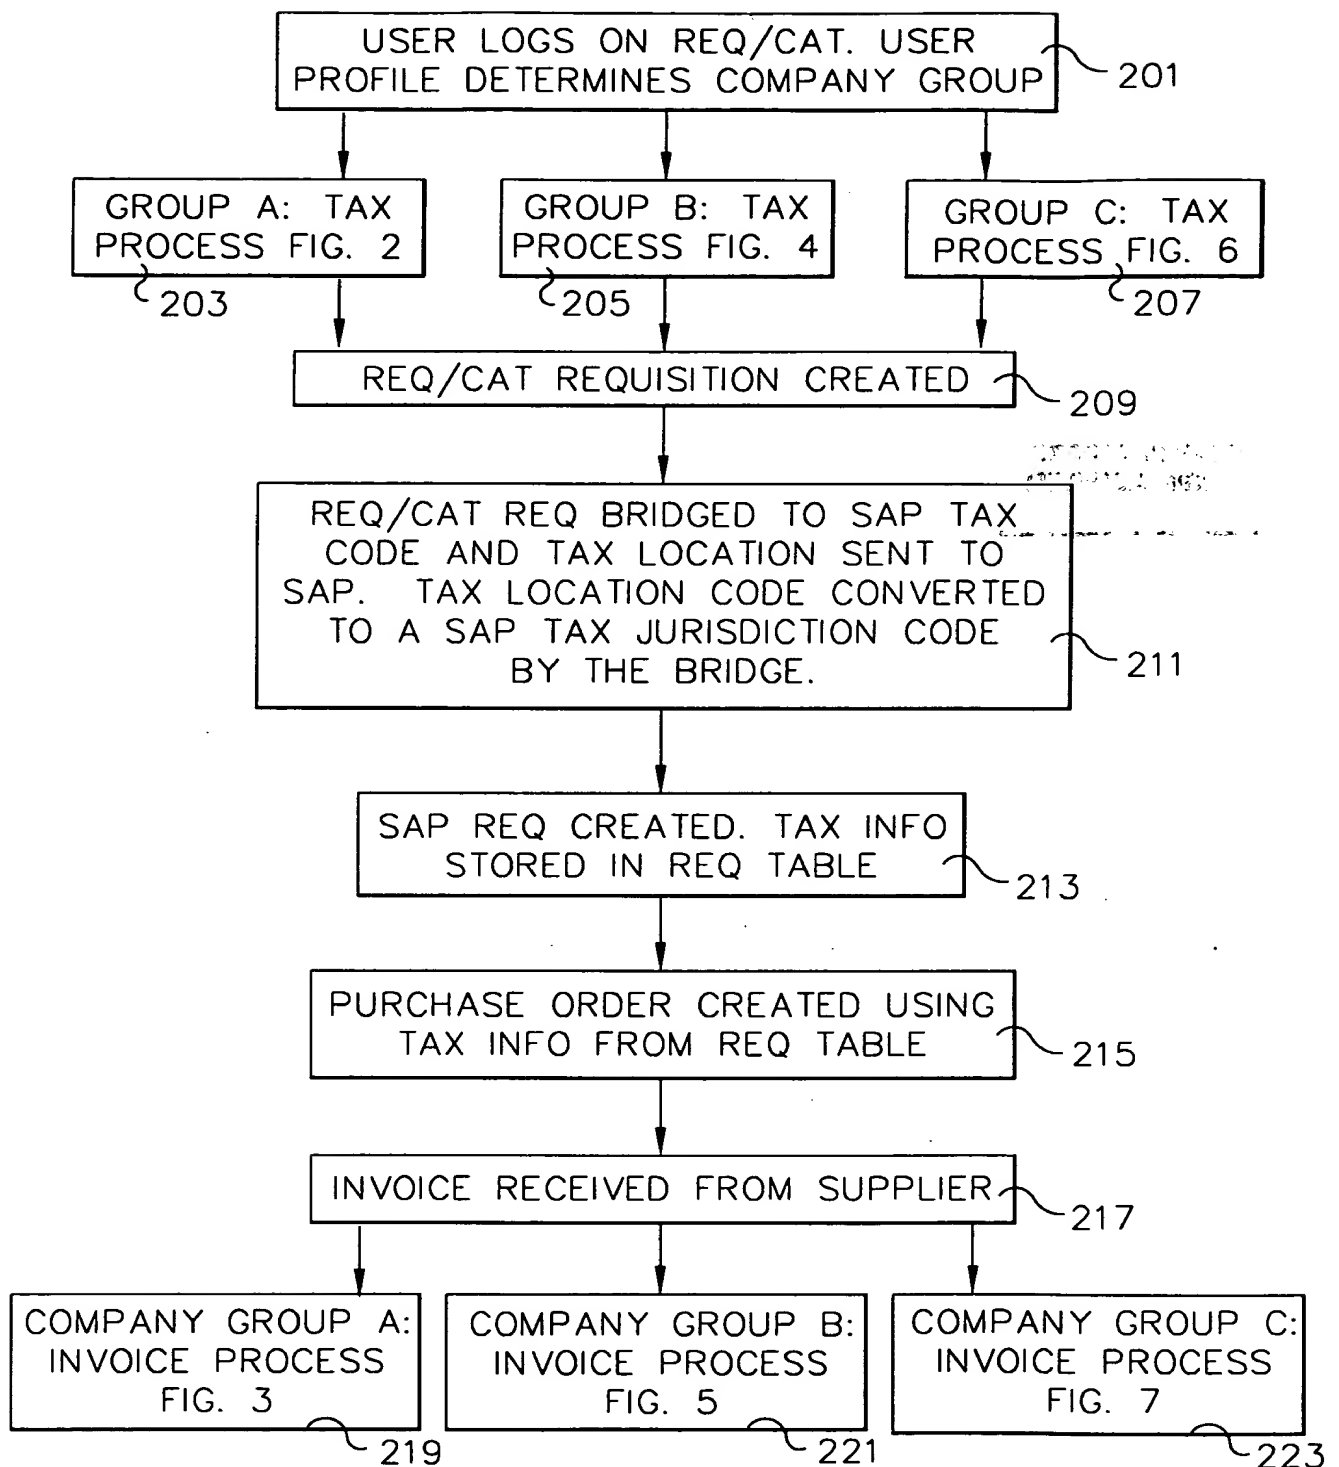 USER LOGS ON REQ/CAT. USER
PROFILE DETERMINES COMPANY GROUP
201
GROUP A: TAX
PROCESS FIG. 2
203
GROUP B: TAX
PROCESS FIG. 4
205
GROUP C: TAX
PROCESS FIG. 6
207
REQ/CAT REQUISITION CREATED
209
REQ/CAT REQ BRIDGED TO SAP TAX
CODE AND TAX LOCATION SENT TO
SAP. TAX LOCATION CODE CONVERTED
TO A SAP TAX JURISDICTION CODE
BY THE BRIDGE.
211
SAP REQ CREATED. TAX INFO
STORED IN REQ TABLE
213
PURCHASE ORDER CREATED USING
TAX INFO FROM REQ TABLE
215
INVOICE RECEIVED FROM SUPPLIER
217
COMPANY GROUP A:
INVOICE PROCESS
FIG. 3
219
COMPANY GROUP B:
INVOICE PROCESS
FIG. 5
221
COMPANY GROUP C:
INVOICE PROCESS
FIG. 7
223